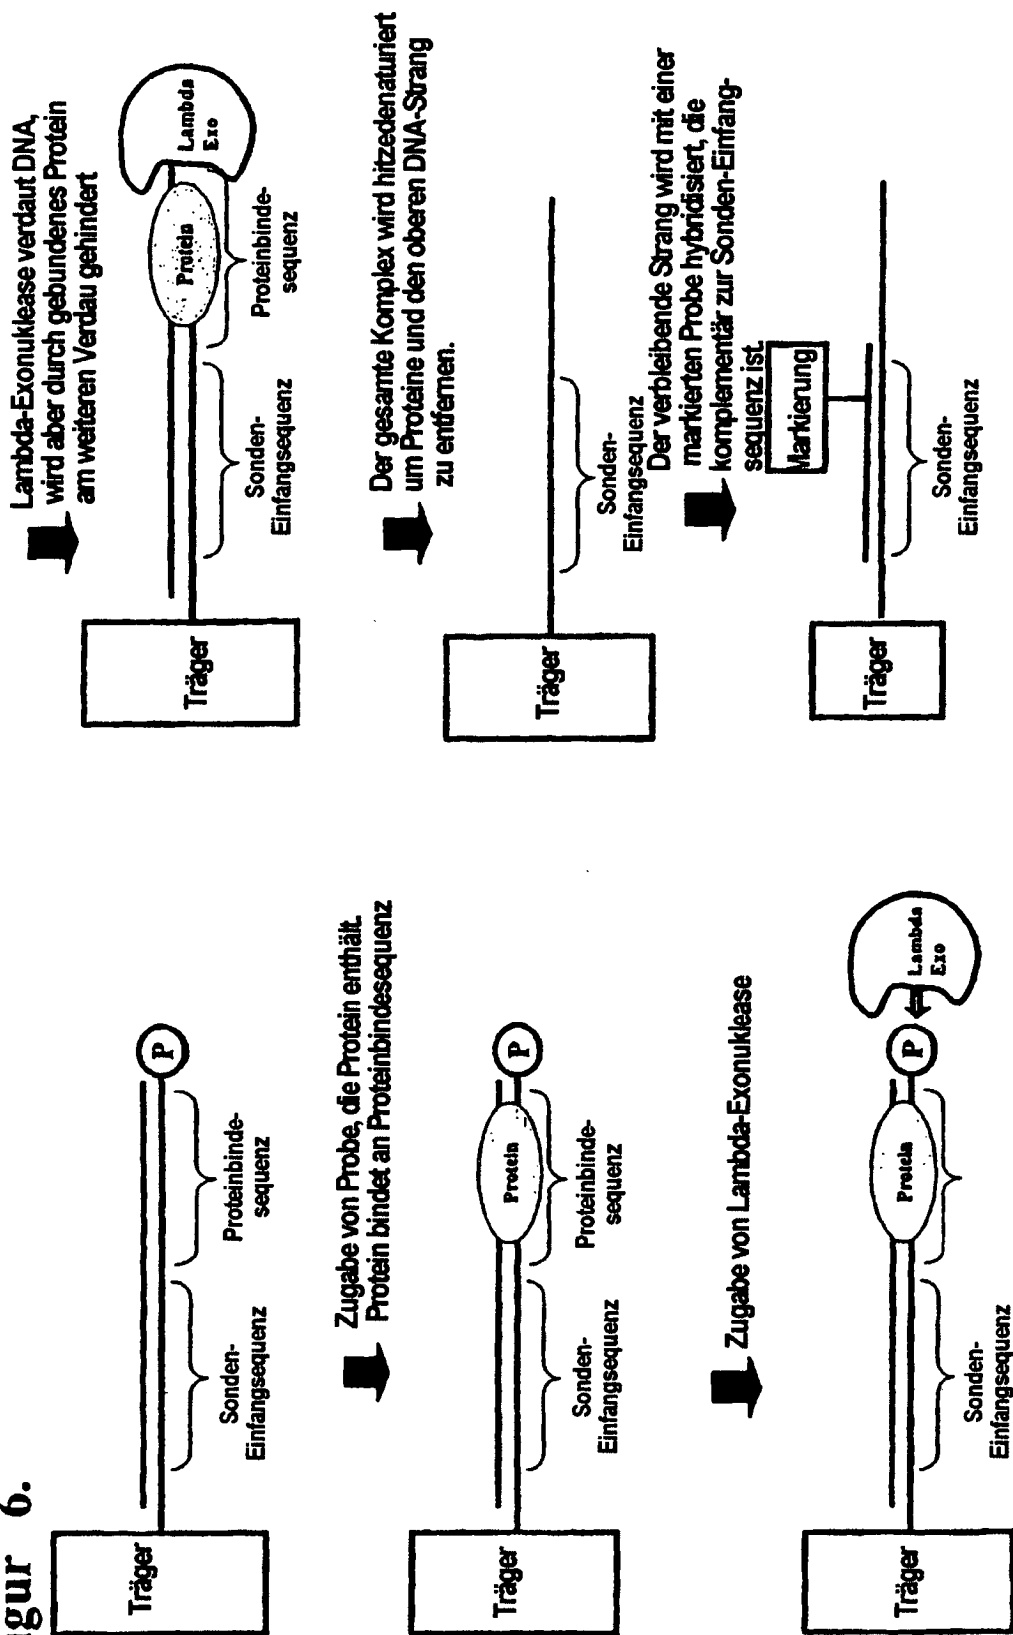 gur 6.
Träger
Sonden-
Einfangsequenz
Proteinbinde-
sequenz
P
Zugabe von Probe, die Protein enthält.
Protein bindet an Proteinbindesequenz
Träger
Protein
P
Sonden-
Einfangsequenz
Proteinbinde-
sequenz
Zugabe von Lambda-Exonuklease
Träger
Protein
P
Lambda
Exo
Sonden-
Einfangsequenz
Lambda-Exonuklease verdaut DNA,
wird aber durch gebundenes Protein
am weiteren Verdau gehindert
Träger
Protein
Lambda
Exo
Sonden-
Einfangsequenz
Proteinbinde-
sequenz
Der gesamte Komplex wird hitzedenaturiert
um Proteine und den oberen DNA-Strang
zu entfernen.
Träger
Sonden-
Einfangsequenz
Der verbleibende Strang wird mit einer
markierten Probe hybridisiert, die
komplementär zur Sonden-Einfang-
sequenz ist.
Markierung
Träger
Sonden-
Einfangsequenz